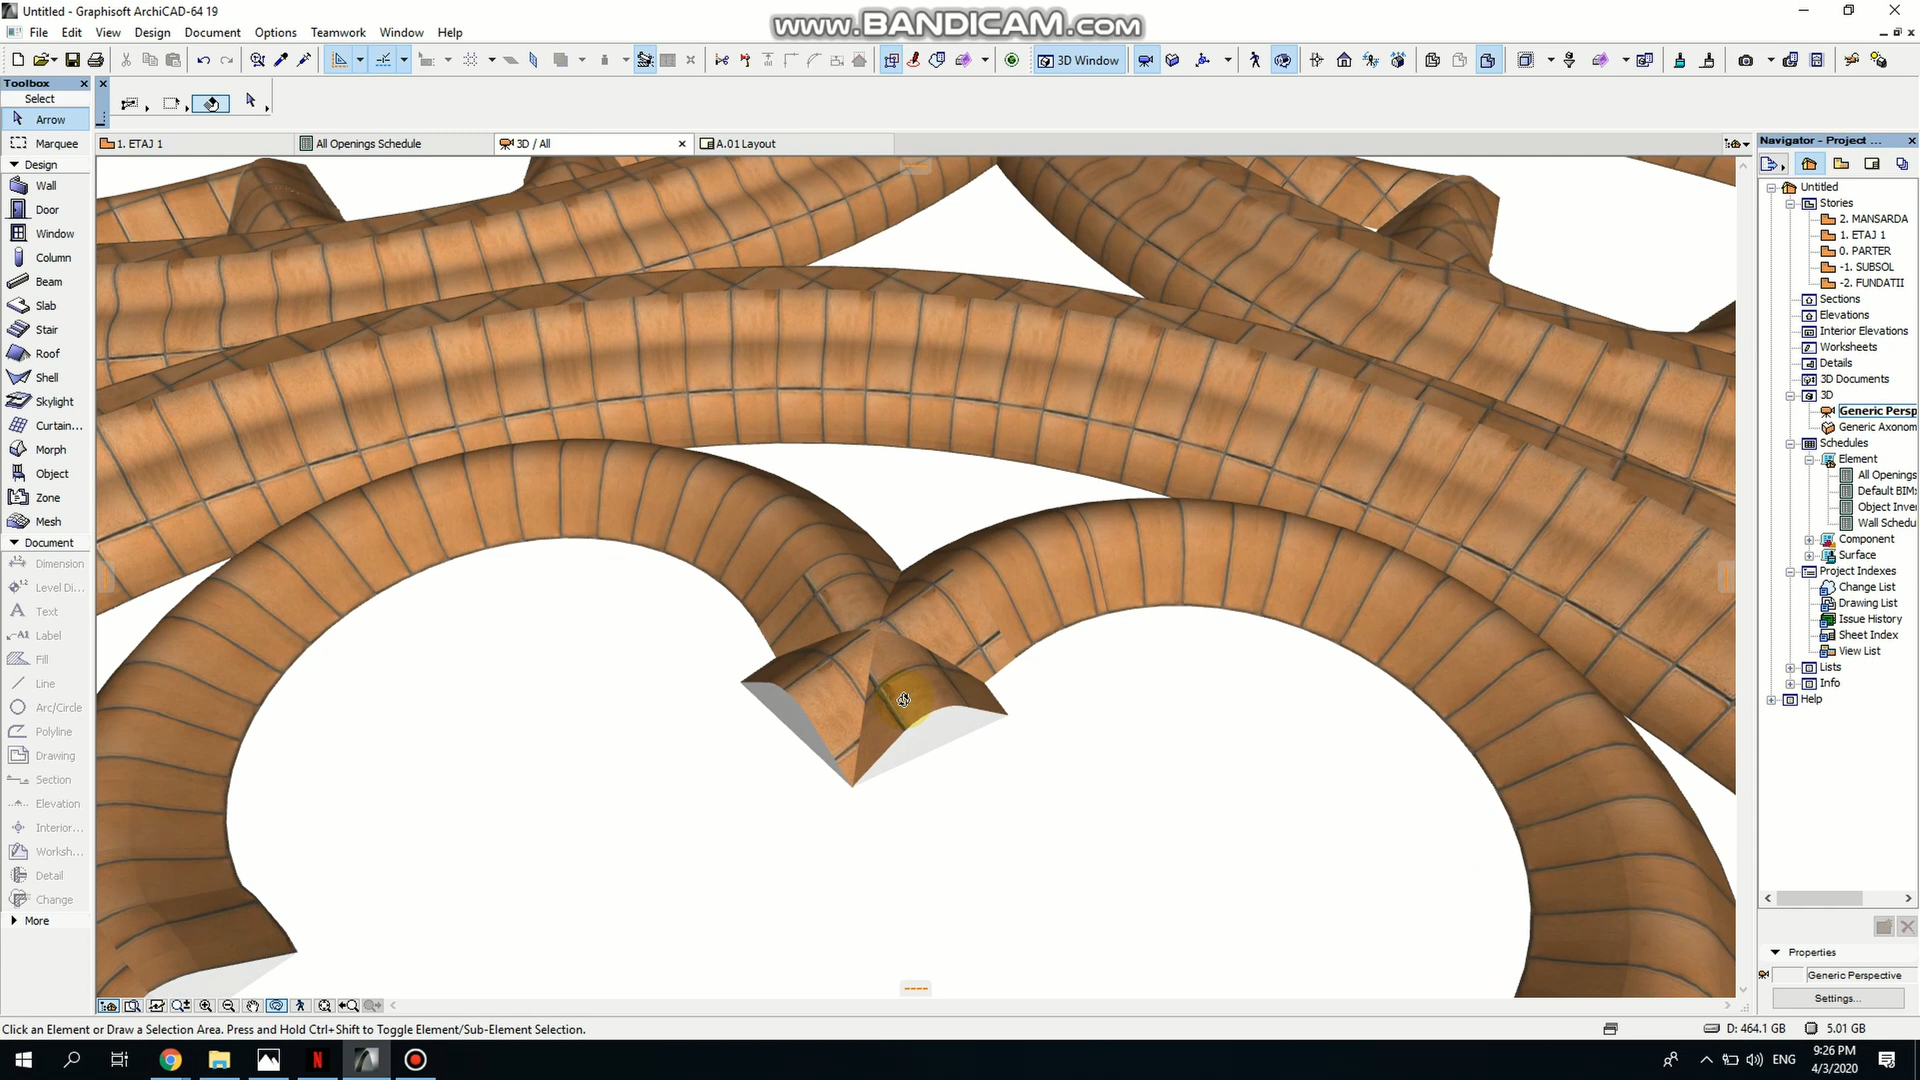 Untitled - Graphisoft ArchiCAD-64 19
www.BANDICAM.com
File Edit View Design Document Options Teamwork Window Help
3D Window
Toolbox
Select
1. ETAJ 1
All Openings Schedule
3D / All
A.01 Layout
Navigator - Project ...
Arrow
Marquee
Design
Wall
Door
Window
Column
Beam
Slab
Stair
Roof
Shell
Skylight
Curtain...
Morph
Object
Zone
Mesh
Document
Dimension
Level Di...
Text
Label
Fill
Line
Arc/Circle
Polyline
Drawing
Section
Elevation
Interior...
Worksh...
Detail
Change
More
Untitled
Stories
2. MANSARDA
1. ETAJ 1
0. PARTER
-1. SUBSOL
-2. FUNDATII
Sections
Elevations
Interior Elevations
Worksheets
Details
3D Documents
3D
Generic Persp
Generic Axonom
Schedules
Element
All Openings
Default BIM
Object Inver
Wall Schedu
Component
Surface
Project Indexes
Change List
Drawing List
Issue History
Sheet Index
View List
Lists
Info
Help
Properties
Generic Perspective
Settings...
Click an Element or Draw a Selection Area. Press and Hold Ctrl+Shift to Toggle Element/Sub-Element Selection.
D: 464.1 GB
5.01 GB
ENG
9:26 PM
4/3/2020